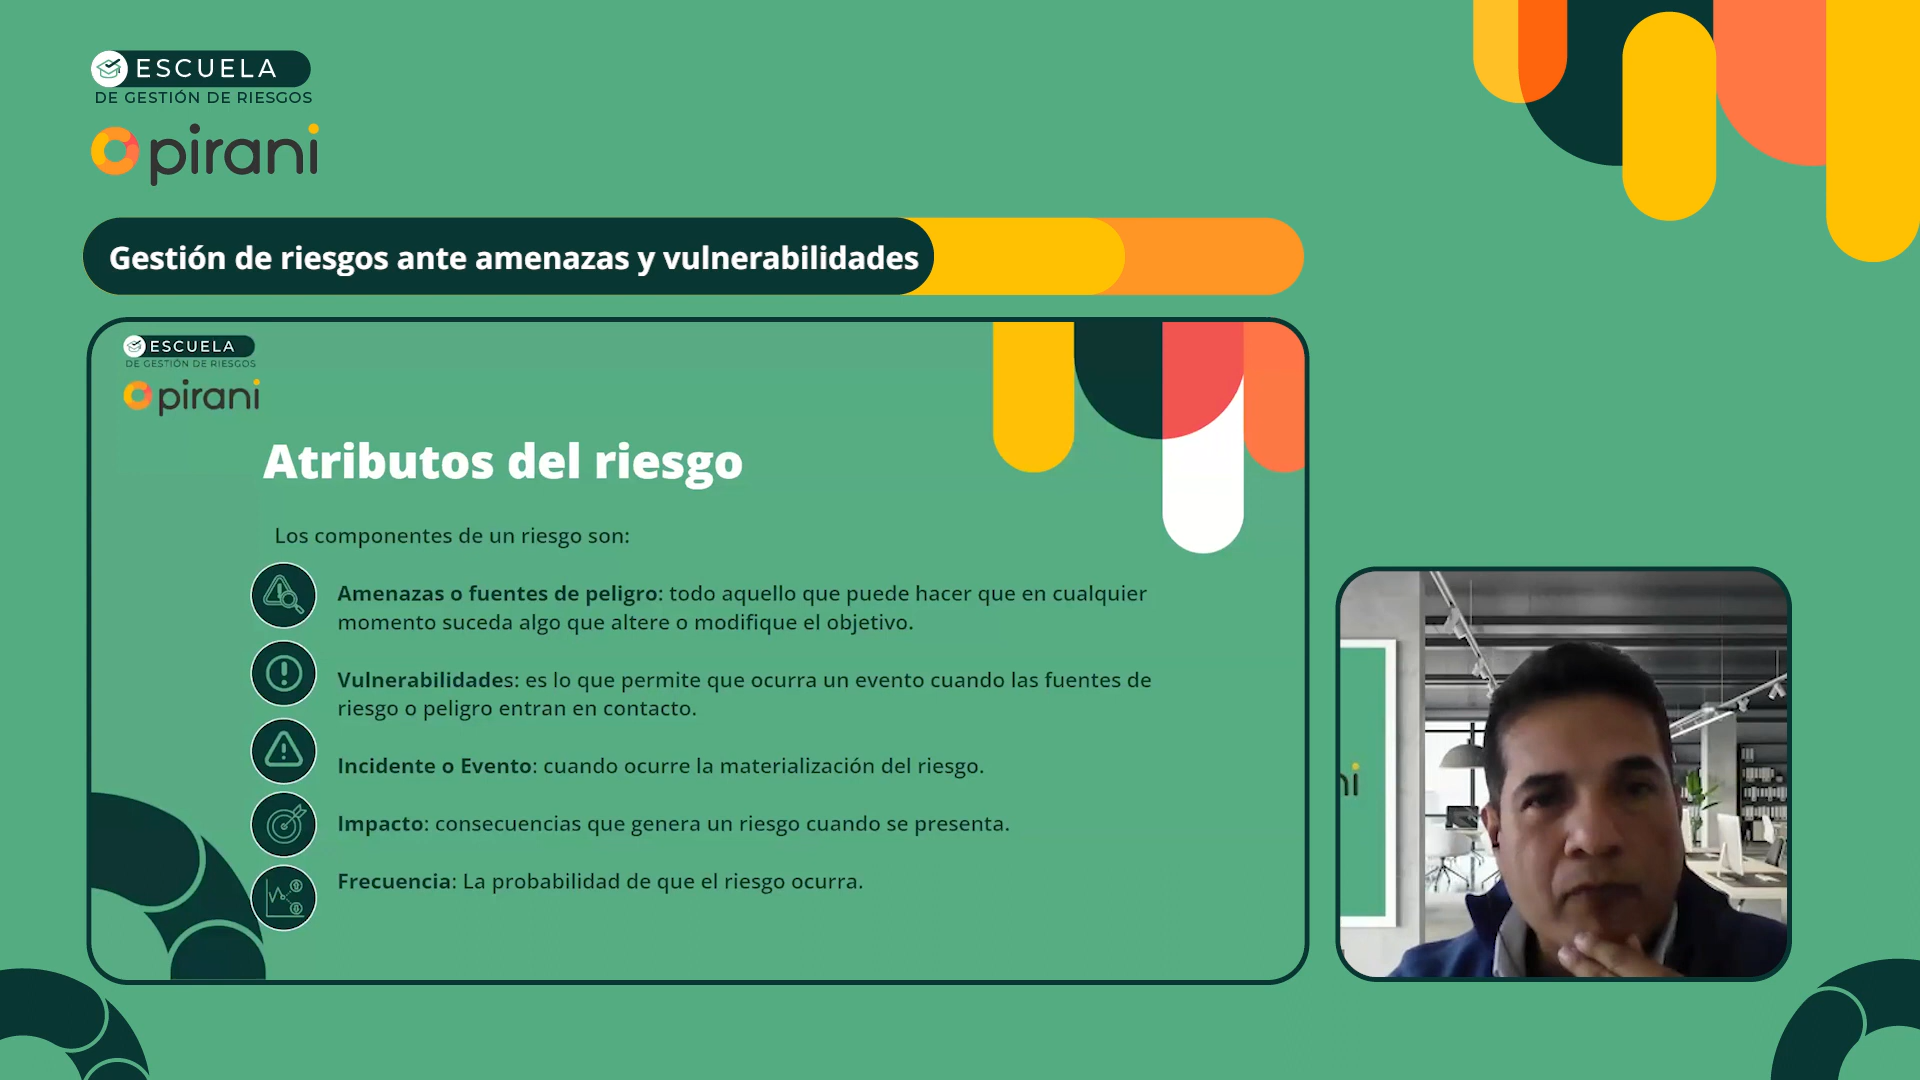 ESCUELA
DE GESTIÓN DE RIESGOS
pirani
Gestión de riesgos ante amenazas y vulnerabilidades
ESCUELA
DE GESTIÓN DE RIESGOS
pirani
Atributos del riesgo
Los componentes de un riesgo son:
Amenazas o fuentes de peligro: todo aquello que puede hacer que en cualquier
momento suceda algo que altere o modifique el objetivo.
Vulnerabilidades: es lo que permite que ocurra un evento cuando las fuentes de
riesgo o peligro entran en contacto.
Incidente o Evento: cuando ocurre la materialización del riesgo.
Impacto: consecuencias que genera un riesgo cuando se presenta.
Frecuencia: La probabilidad de que el riesgo ocurra.
ni